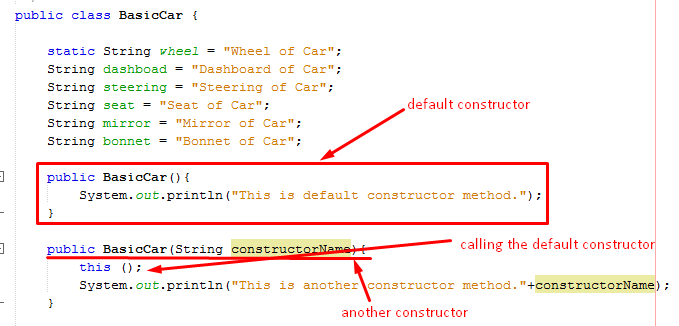 public class BasicCar {
static String wheel = "Wheel of Car";
String dashboad = "Dashboard of Car";
String steering = "Steering of Car";
String seat = "Seat of Car";
String mirror = "Mirror of Car";
String bonnet = "Bonnet of Car";
default constructor
public BasicCar(){
System.out.println("This is default constructor method.");
}
public BasicCar(String constructorName){
calling the default constructor
this ();
System.out.println("This is another constructor method."+constructorName);
}
another constructor